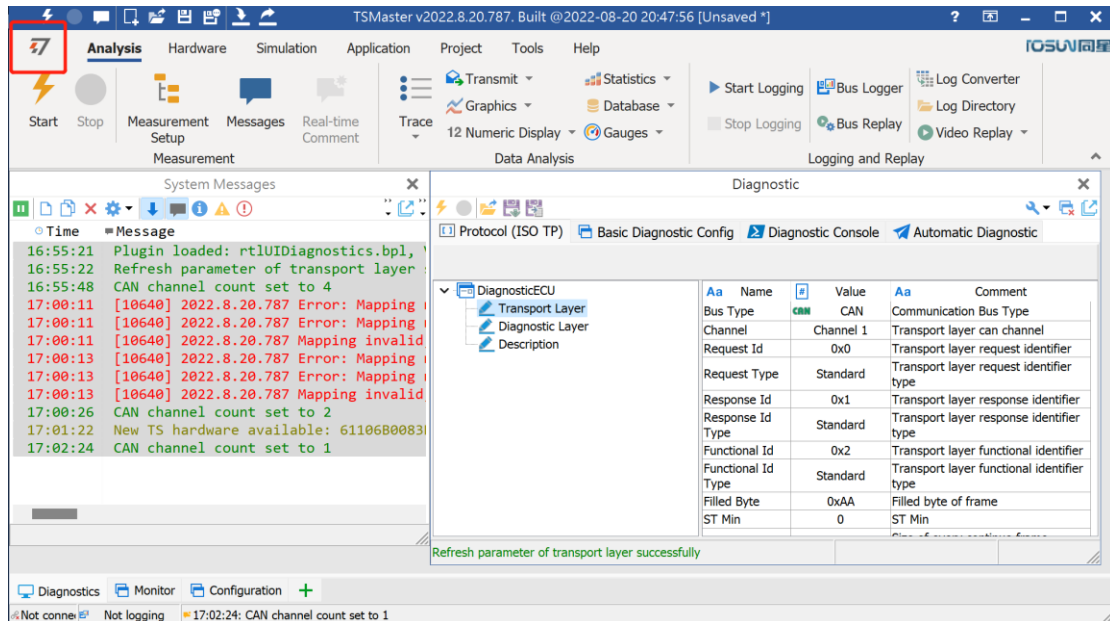 TSMaster v2022.8.20.787. Built @2022-08-20 20:47:56 [Unsaved *]
Analysis Hardware Simulation Application Project Tools Help
TOSUN同星
Start Stop Measurement Setup Messages Real-time Comment
Measurement
Trace Transmit Statistics
Graphics Database
12 Numeric Display Gauges
Data Analysis
Start Logging Bus Logger Log Converter
Stop Logging Bus Replay Log Directory
Video Replay
Logging and Replay
System Messages
Time Message
16:55:21 Plugin loaded: rtlUIDiagnostics.bpl,
16:55:22 Refresh parameter of transport layer
16:55:48 CAN channel count set to 4
17:00:11 [10640] 2022.8.20.787 Error: Mapping
17:00:11 [10640] 2022.8.20.787 Error: Mapping
17:00:11 [10640] 2022.8.20.787 Mapping invalid
17:00:13 [10640] 2022.8.20.787 Error: Mapping
17:00:13 [10640] 2022.8.20.787 Error: Mapping
17:00:13 [10640] 2022.8.20.787 Mapping invalid
17:00:26 CAN channel count set to 2
17:01:22 New TS hardware available: 61106B0083
17:02:24 CAN channel count set to 1
Diagnostic
Protocol (ISO TP) Basic Diagnostic Config Diagnostic Console Automatic Diagnostic
DiagnosticECU
Transport Layer
Diagnostic Layer
Description
Aa Name # Value Aa Comment
Bus Type CAN CAN Communication Bus Type
Channel Channel 1 Transport layer can channel
Request Id 0x0 Transport layer request identifier
Request Type Standard Transport layer request identifier type
Response Id 0x1 Transport layer response identifier
Response Id Type Standard Transport layer response identifier type
Functional Id 0x2 Transport layer functional identifier
Functional Id Type Standard Transport layer functional identifier type
Filled Byte 0xAA Filled byte of frame
ST Min 0 ST Min
Refresh parameter of transport layer successfully
Diagnostics Monitor Configuration
Not logging 17:02:24: CAN channel count set to 1